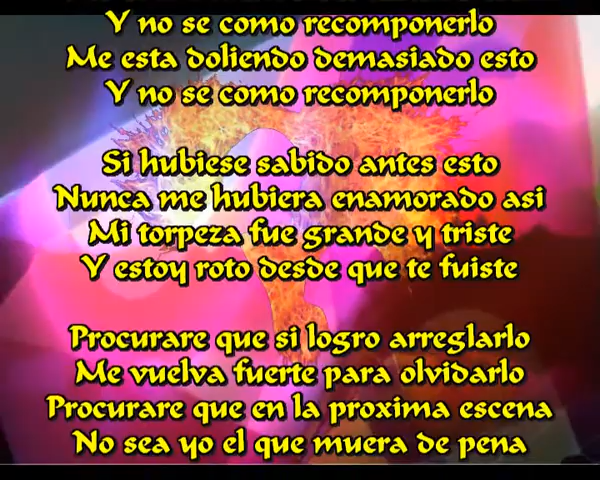 Y no se como recomponerlo
Me esta doliendo demasiado esto
Y no se como recomponerlo
Si hubiese sabido antes esto
Nunca me hubiera enamorado asi
Mi torpeza fue grande y triste
Y estoy roto desde que te fuiste
Procurare que si logro arreglarlo
Me vuelva fuerte para olvidarlo
Procurare que en la proxima escena
No sea yo el que muera de pena